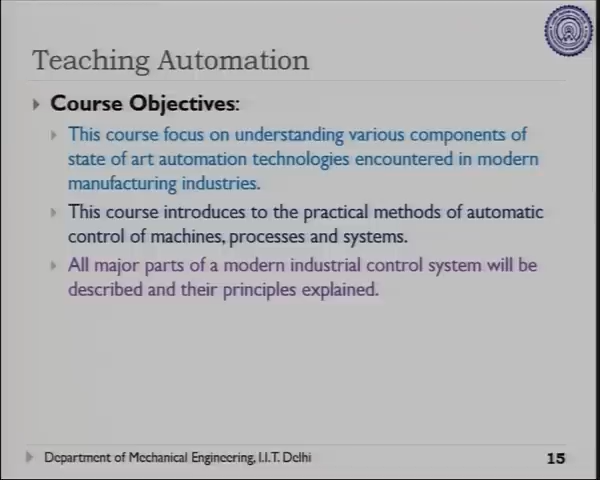 Teaching Automation
Course Objectives:
This course focus on understanding various components of
state of art automation technologies encountered in modern
manufacturing industries.
This course introduces to the practical methods of automatic
control of machines, processes and systems.
All major parts of a modern industrial control system will be
described and their principles explained.
Department of Mechanical Engineering, I.I.T. Delhi
15